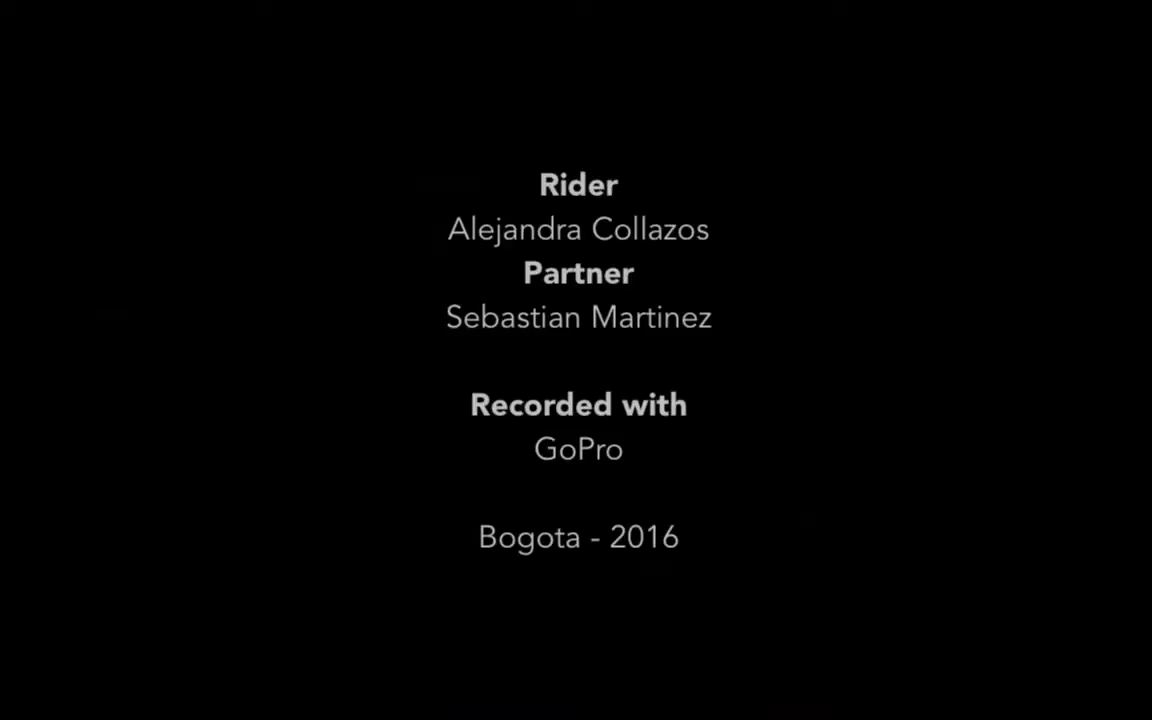 Rider
Alejandra Collazos
Partner
Sebastian Martinez
Recorded with
GoPro
Bogota - 2016